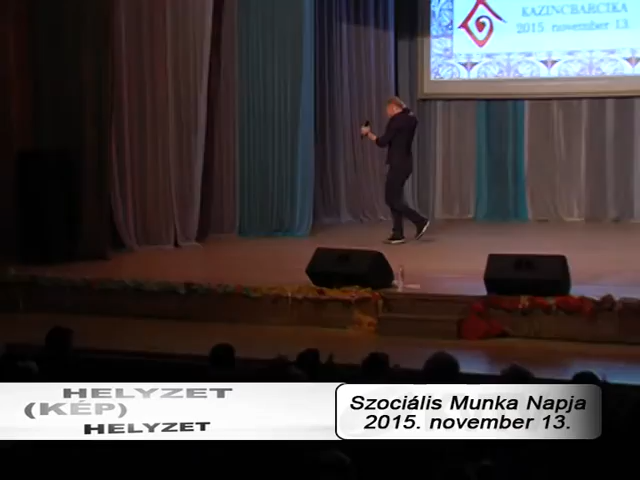 KAZINCBARCIKA
2015 november 13.
HELYZET
(KÉP)
HELYZET
Szociális Munka Napja
2015. november 13.